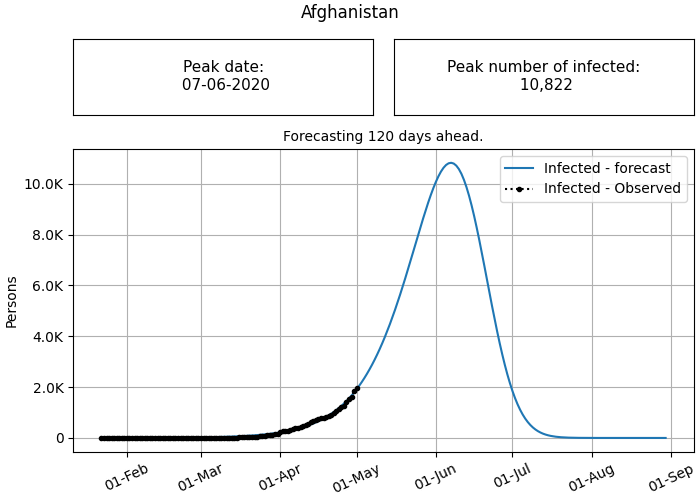 Afghanistan
Peak date:
07-06-2020
Peak number of infected:
10,822
Forecasting 120 days ahead.
Infected - forecast
Infected - Observed
Persons
10.0K
8.0K
6.0K
4.0K
2.0K
0
01-Feb
01-Mar
01-Apr
01-May
01-Jun
01-Jul
01-Aug
01-Sep